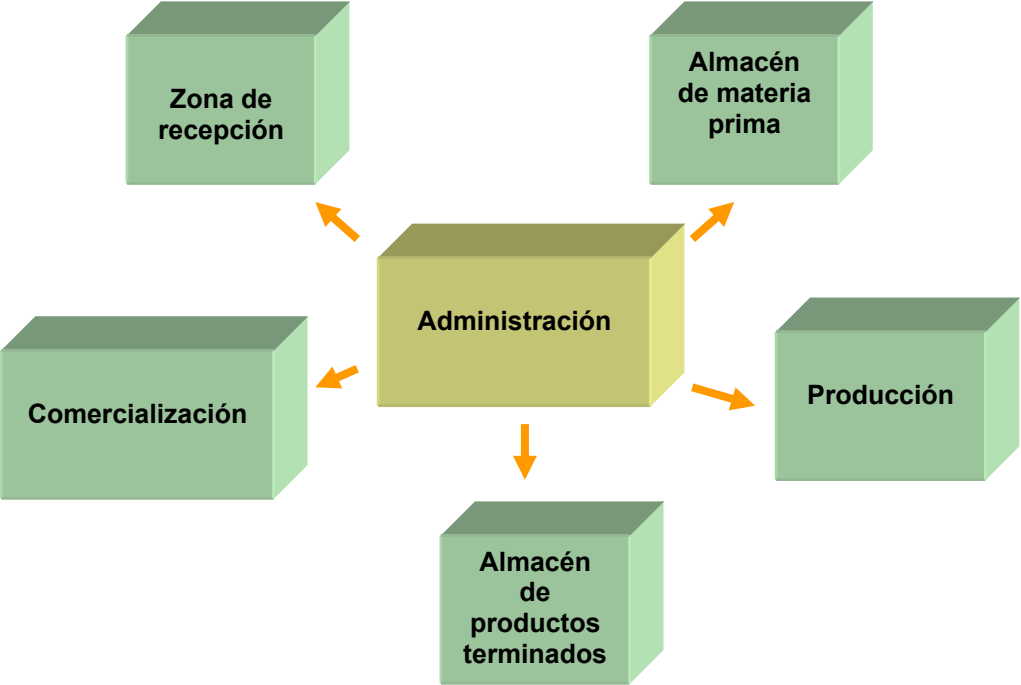 Zona de
recepción
Almacén
de materia
prima
Administración
Comercialización
Producción
Almacén
de
productos
terminados